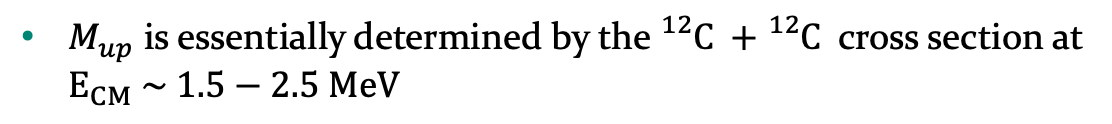 • M_up is essentially determined by the ¹²C + ¹²C cross section at
E_CM ~ 1.5 − 2.5 MeV